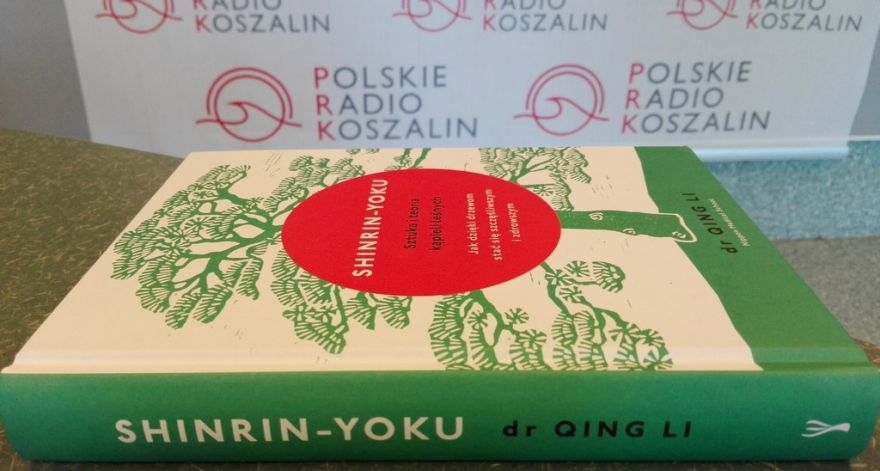 RADIO
KOSZALIN
POLSKIE
RADIO
KOSZALIN
RADIO
KOSZALIN
POLSKIE
RADIO
KOSZALIN
POLSKIE
RADIO
KOSZALIN
SHINRIN-YOKU
Sztuka i teoria
kąpieli leśnych
Jak dzięki drzewom
stać się szczęśliwszym
i zdrowszym
dr QING LI
SHINRIN-YOKU dr QING LI